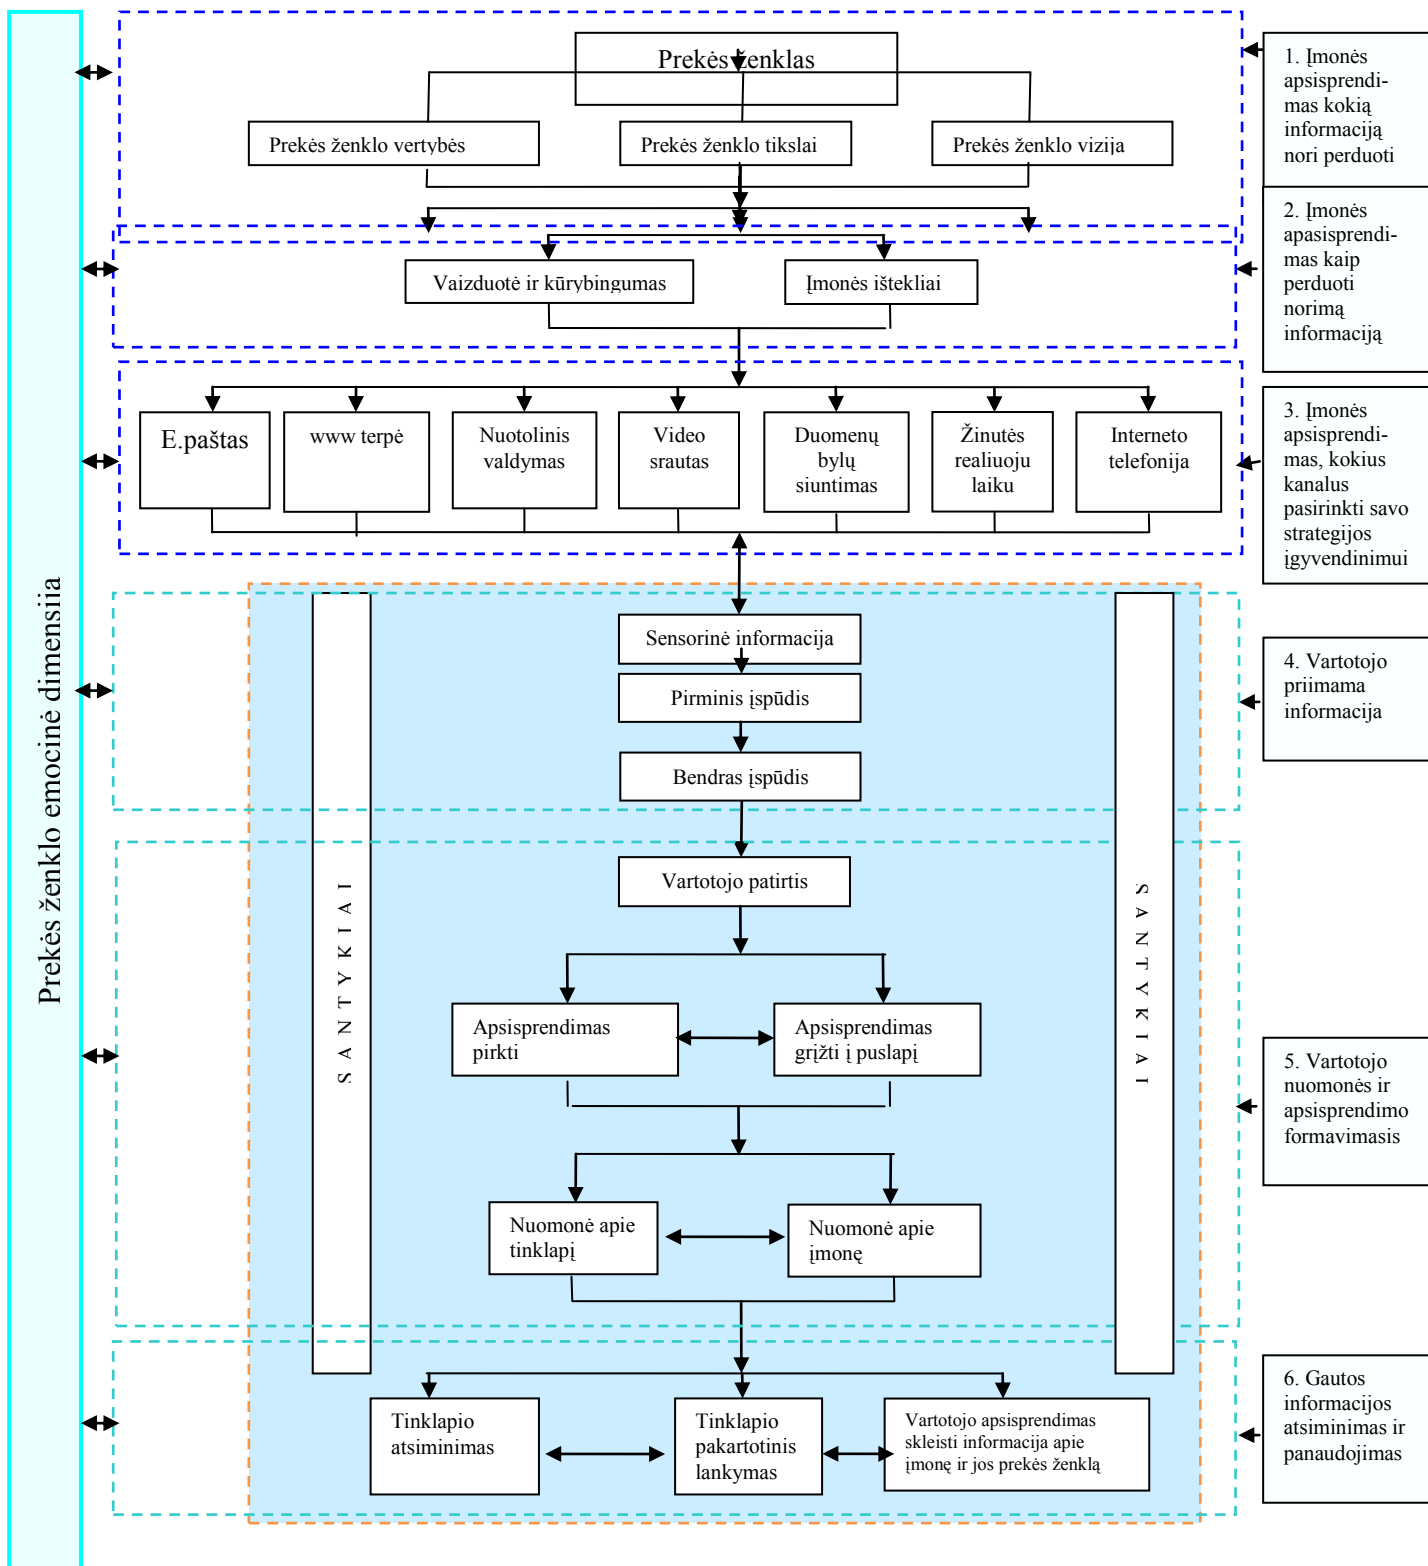 Prekės ženklo emocinė dimensija
Prekės ženklas
Prekės ženklo vertybės
Prekės ženklo tikslai
Prekės ženklo vizija
1. Įmonės
apsisprendi-
mas kokią
informaciją
nori perduoti
Vaizduotė ir kūrybingumas
Įmonės ištekliai
2. Įmonės
apasisprendi-
mas kaip
perduoti
norimą
informaciją
E.paštas
www terpė
Nuotolinis
valdymas
Video
srautas
Duomenų
bylų
siuntimas
Žinutės
realiuoju
laiku
Interneto
telefonija
3. Įmonės
apsisprendi-
mas, kokius
kanalus
pasirinkti savo
strategijos
įgyvendinimui
SANTYKIAI
SANTYKIAI
Sensorinė informacija
Pirminis įspūdis
Bendras įspūdis
4. Vartotojo
priimama
informacija
Vartotojo patirtis
Apsisprendimas
pirkti
Apsisprendimas
grįžti į puslapį
Nuomonė apie
tinklapį
Nuomonė apie
įmonę
5. Vartotojo
nuomonės ir
apsisprendimo
formavimasis
Tinklapio
atsiminimas
Tinklapio
pakartotinis
lankymas
Vartotojo apsisprendimas
skleisti informacija apie
įmonę ir jos prekės ženklą
6. Gautos
informacijos
atsiminimas ir
panaudojimas